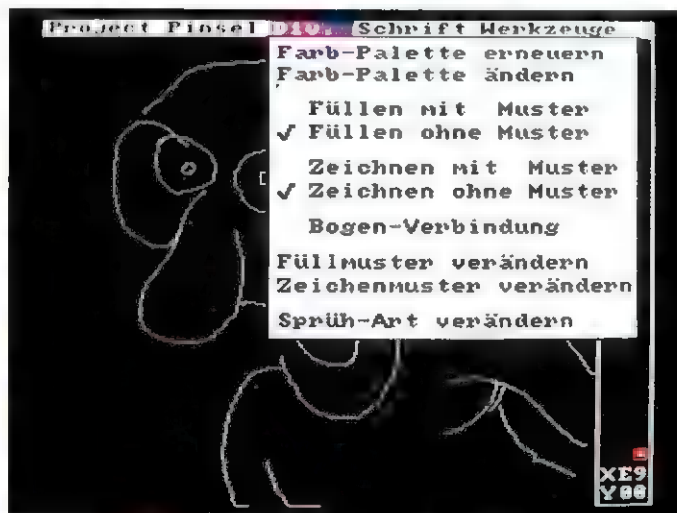 Project Pinsel Div. Schrift Werkzeuge
Farb-Palette erneuern
Farb-Palette ändern
Füllen mit Muster
✓ Füllen ohne Muster
Zeichnen mit Muster
✓ Zeichnen ohne Muster
Bogen-Verbindung
Füllmuster verändern
Zeichenmuster verändern
Sprüh-Art verändern
XE9
Y00